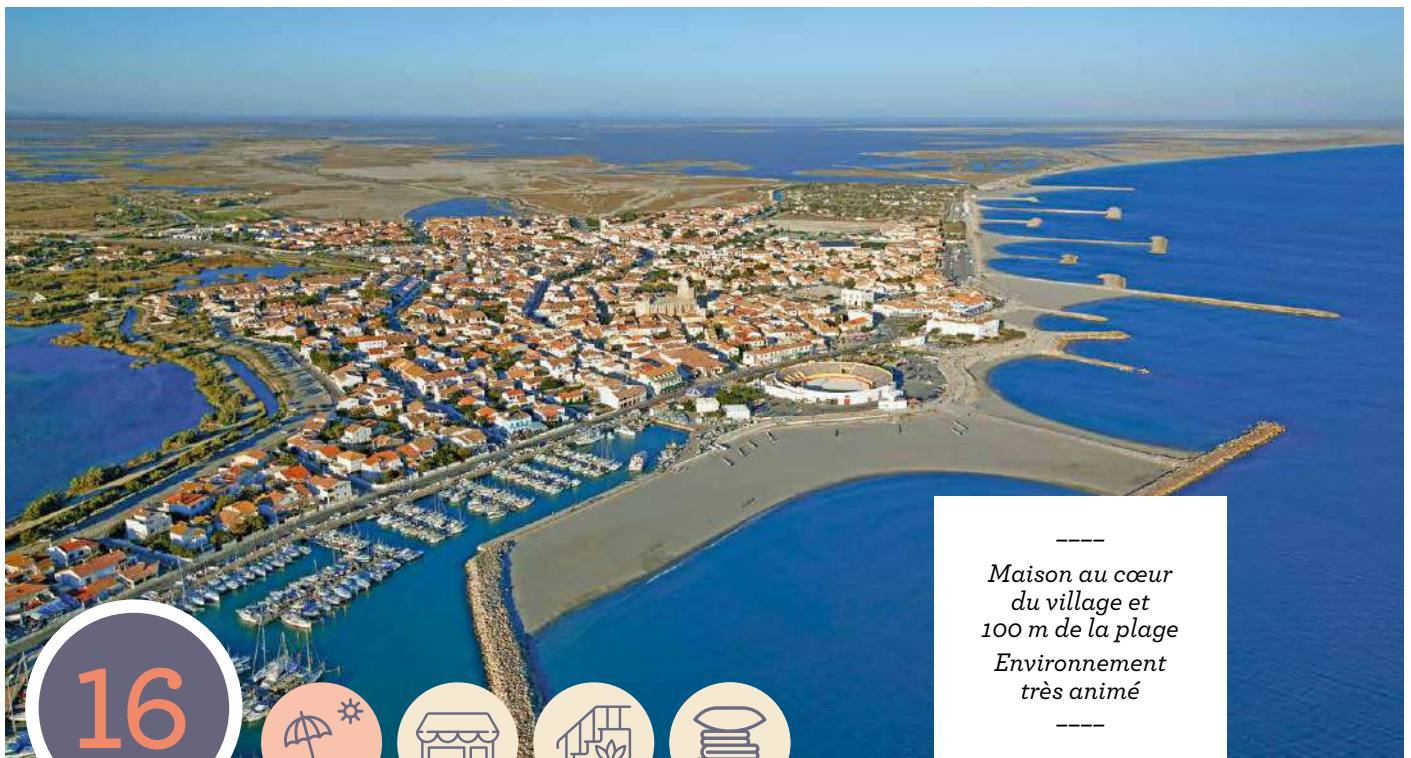 Maison au cœur
du village et
100 m de la plage
Environnement
très animé
16